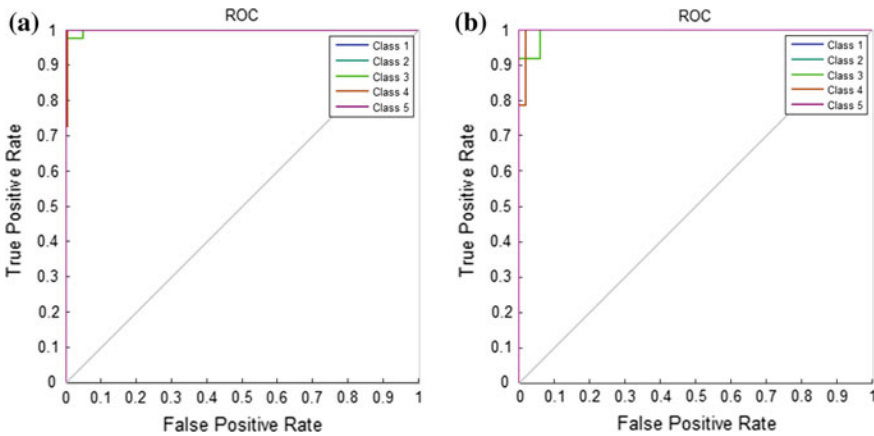 (a)
ROC
1
0.9
0.8
0.7
0.6
0.5
0.4
0.3
0.2
0.1
0
True Positive Rate
Class 1
Class 2
Class 3
Class 4
Class 5
0 0.1 0.2 0.3 0.4 0.5 0.6 0.7 0.8 0.9 1
False Positive Rate
(b)
ROC
1
0.9
0.8
0.7
0.6
0.5
0.4
0.3
0.2
0.1
0
True Positive Rate
Class 1
Class 2
Class 3
Class 4
Class 5
0 0.1 0.2 0.3 0.4 0.5 0.6 0.7 0.8 0.9 1
False Positive Rate